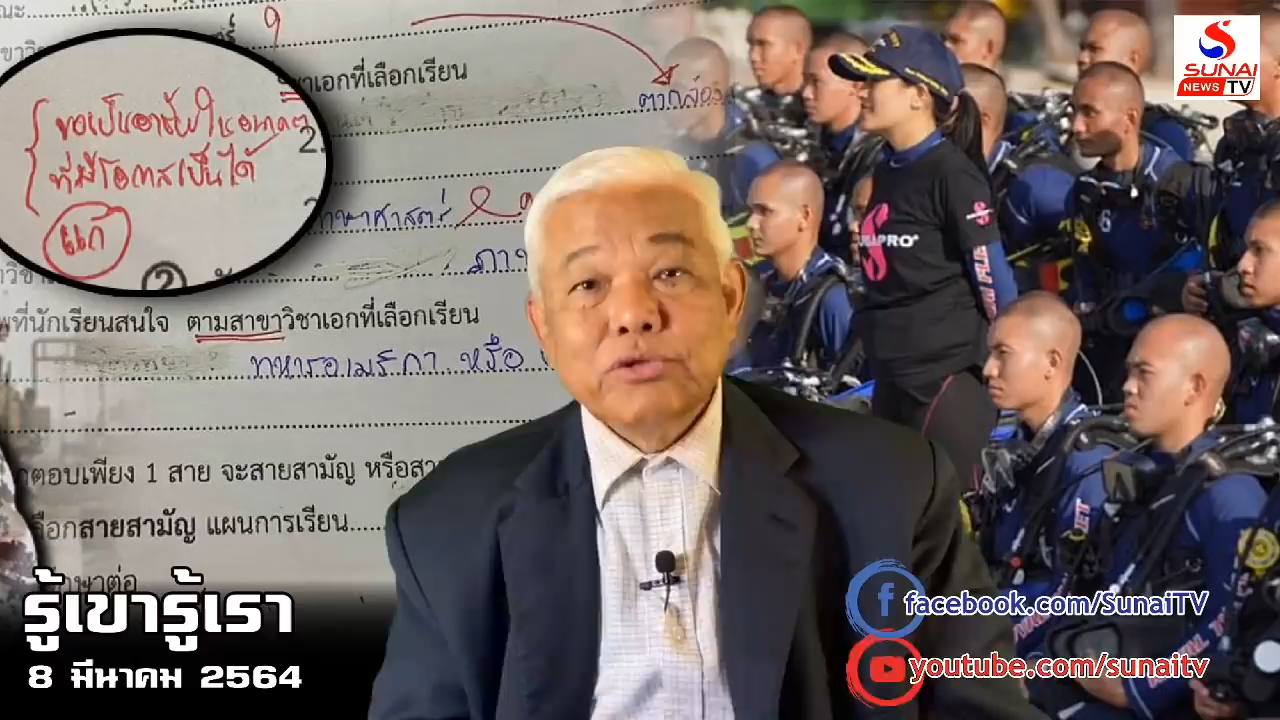 วิชาเอกที่เลือกเรียน
ขอเป็นอาชีพในอนาคต
ที่มีโอกาสเป็นได้
แก้
2.
ภาษาศาสตร์
②
ที่นักเรียนสนใจ ตามสาขาวิชาเอกที่เลือกเรียน
ทหารอเมริกา หรือ
ตอบเพียง 1 สาย จะสายสามัญ หรือสา
เลือกสายสามัญ แผนการเรียน
SUNAI
NEWS TV
SCUBAPRO
รู้เขารู้เรา
8 มีนาคม 2564
facebook.com/SunaiTV
youtube.com/sunaitv